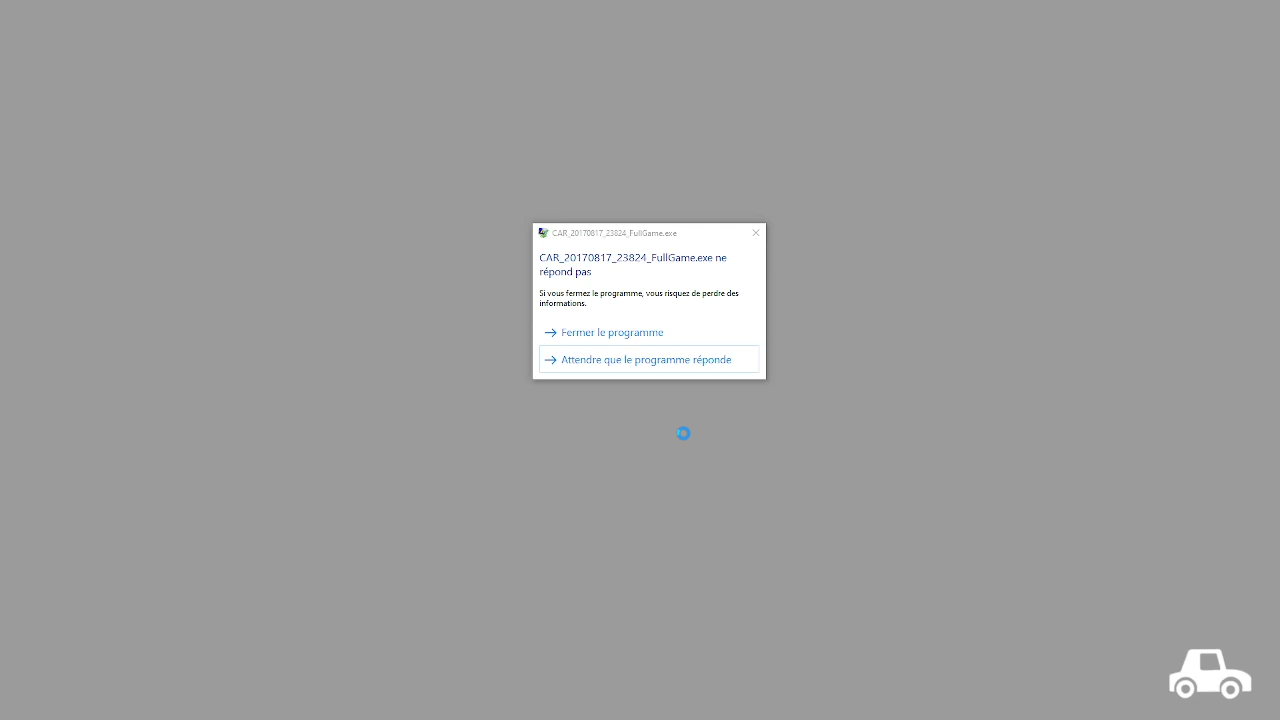 CAR_20170817_23824_FullGame.exe
CAR_20170817_23824_FullGame.exe ne
répond pas
Si vous fermez le programme, vous risquez de perdre des
informations.
Fermer le programme
Attendre que le programme réponde